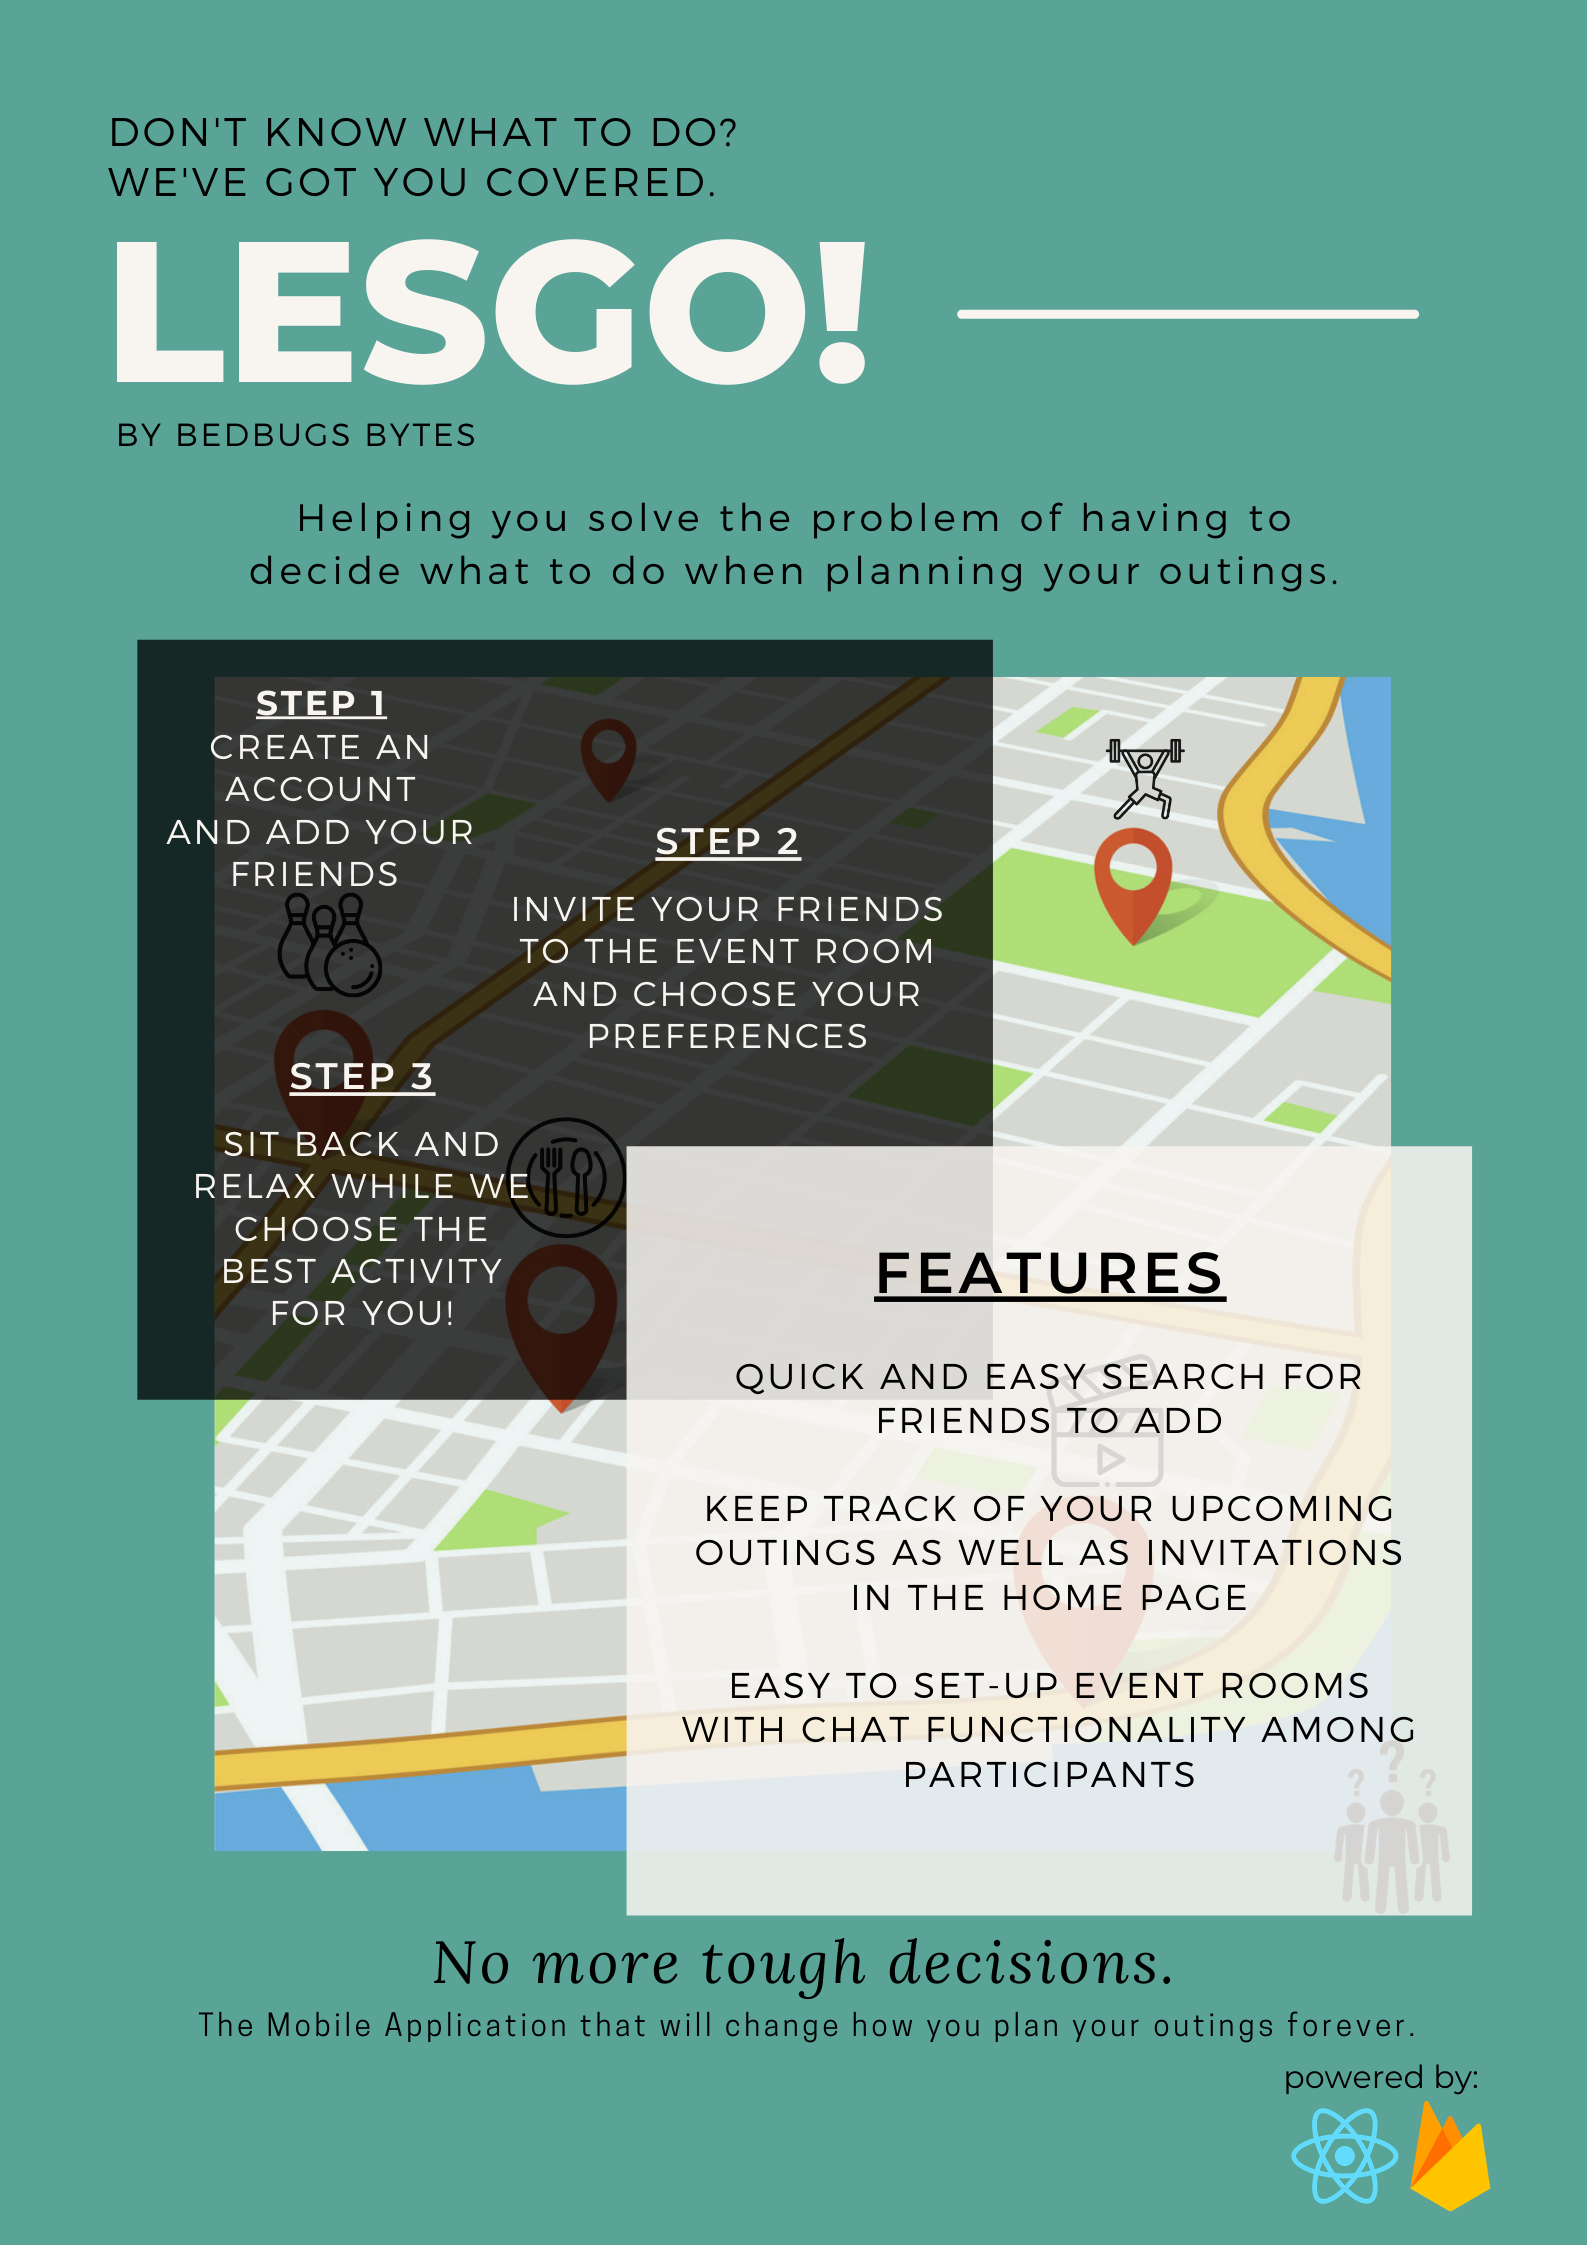 DON'T KNOW WHAT TO DO?
WE'VE GOT YOU COVERED.
LESGO!
BY BEDBUGS BYTES
Helping you solve the problem of having to
decide what to do when planning your outings.
STEP 1
CREATE AN
ACCOUNT
AND ADD YOUR
FRIENDS
STEP 2
INVITE YOUR FRIENDS
TO THE EVENT ROOM
AND CHOOSE YOUR
PREFERENCES
STEP 3
SIT BACK AND
RELAX WHILE WE
CHOOSE THE
BEST ACTIVITY
FOR YOU!
FEATURES
QUICK AND EASY SEARCH FOR
FRIENDS TO ADD
KEEP TRACK OF YOUR UPCOMING
OUTINGS AS WELL AS INVITATIONS
IN THE HOME PAGE
EASY TO SET-UP EVENT ROOMS
WITH CHAT FUNCTIONALITY AMONG
PARTICIPANTS
? ? ?
No more tough decisions.
The Mobile Application that will change how you plan your outings forever.
powered by: